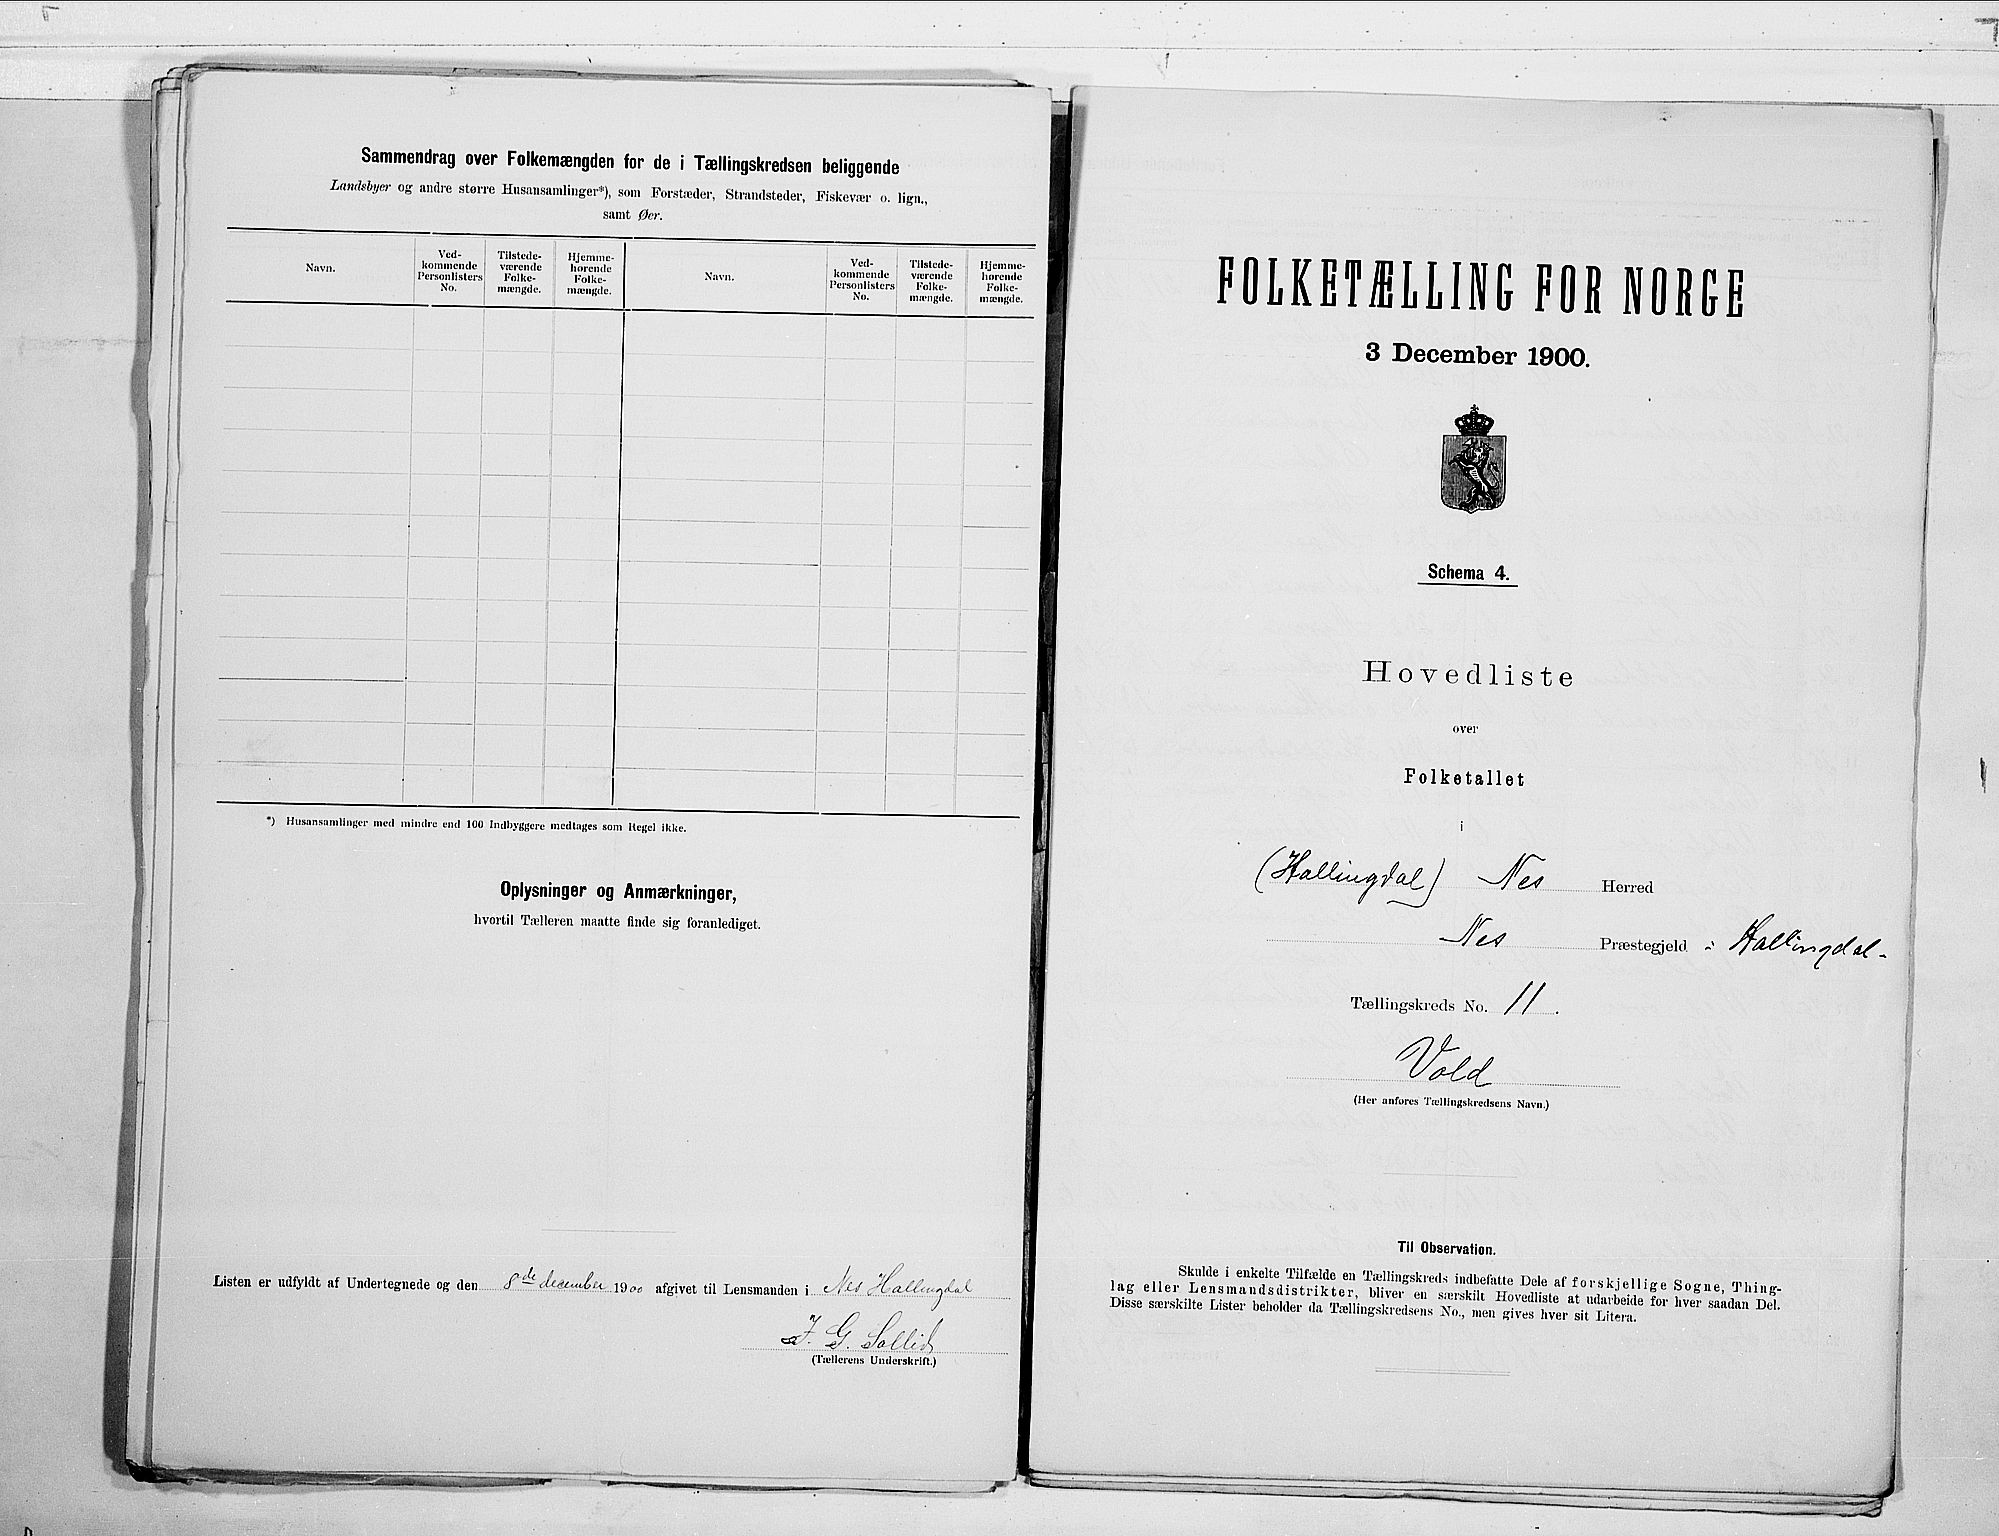 Sammendrag over Folkemængden for de i Tællingskredsen beliggende
Landsbyer og andre større Husansamlinger*), som Forstæder, Strandsteder, Fiskevær o. lign.,
samt Øer.
Navn.
Ved-
kommende
Personlisters
No.
Tilstede-
værende
Folke-
mængde.
Hjemme-
hørende
Folke-
mængde.
Navn.
Ved-
kommende
Personlisters
No.
Tilstede-
værende
Folke-
mængde.
Hjemme-
hørende
Folke-
mængde.
*) Husansamlinger med mindre end 100 Indbyggere medtages som Regel ikke.
Oplysninger og Anmærkninger,
hvortil Tælleren maatte finde sig foranlediget.
Listen er udfyldt af Undertegnede og den 8de december 1900 afgivet til Lensmanden i Nes Hallingdal
G. Sollid
(Tællerens Underskrift.)
FOLKETÆLLING FOR NORGE
3 December 1900.
Schema 4.
Hovedliste
over
Folketallet
i
(Hallingdal) Nes Herred
Nes Præstegjeld i Hallingdal.
Tællingskreds No. 11.
Vold
(Her anføres Tællingskredsens Navn.)
Til Observation.
Skulde i enkelte Tilfælde en Tællingskreds indbefatte Dele af forskjellige Sogne, Thing-
lag eller Lensmandsdistrikter, bliver en særskilt Hovedliste at udarbeide for hver saadan Del.
Disse særskilte Lister beholder da Tællingskredsens No., men gives hver sit Litera.